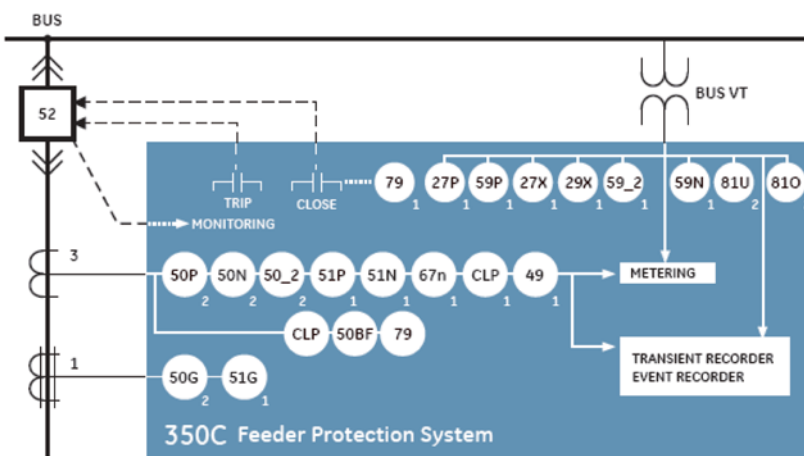 BUS
52
BUS VT
TRIP
CLOSE
MONITORING
79 1
27P 1
59P 1
27X 1
29X 1
59_2 1
59N 1
81U 2
81O
3
50P 2
50N 2
50_2 2
51P 1
51N 1
67n 1
CLP 1
49 1
METERING
CLP
50BF
79
TRANSIENT RECORDER
EVENT RECORDER
1
50G 2
51G 1
350C Feeder Protection System